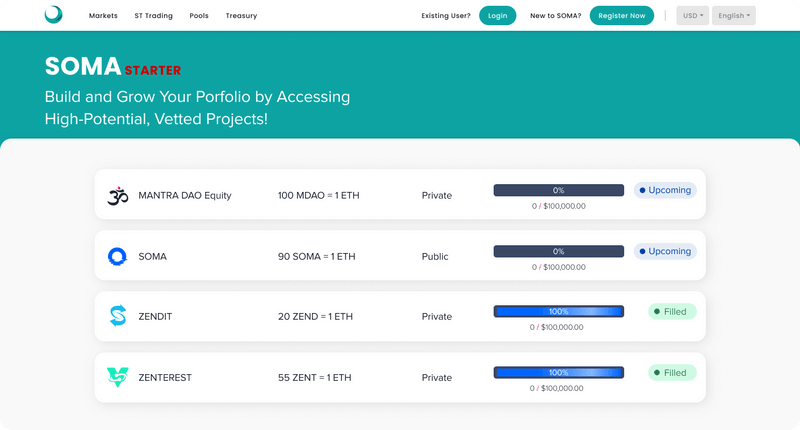 Markets ST Trading Pools Treasury Existing User? Login New to SOMA? Register Now USD English
SOMA STARTER
Build and Grow Your Porfolio by Accessing
High-Potential, Vetted Projects!
MANTRA DAO Equity 100 MDAO = 1 ETH Private 0% Upcoming
0 / $100,000.00
SOMA 90 SOMA = 1 ETH Public 0% Upcoming
0 / $100,000.00
ZENDIT 20 ZEND = 1 ETH Private 100% Filled
0 / $100,000.00
ZENTEREST 55 ZENT = 1 ETH Private 100% Filled
0 / $100,000.00